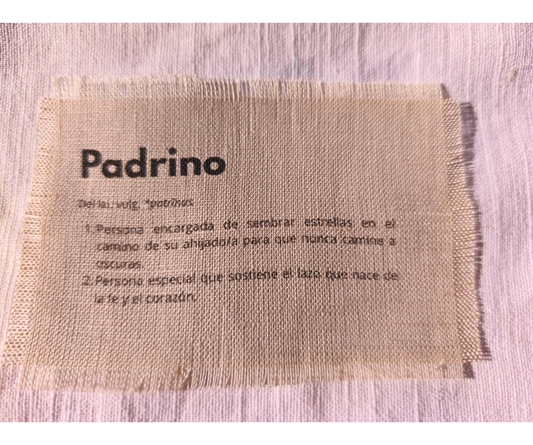 Padrino
Del lat. vulg. *patrīnus
1. Persona encargada de sembrar estrellas en el
camino de su ahijado/a para que nunca camine a
oscuras.
2. Persona especial que sostiene el lazo que nace de
la fe y el corazón.